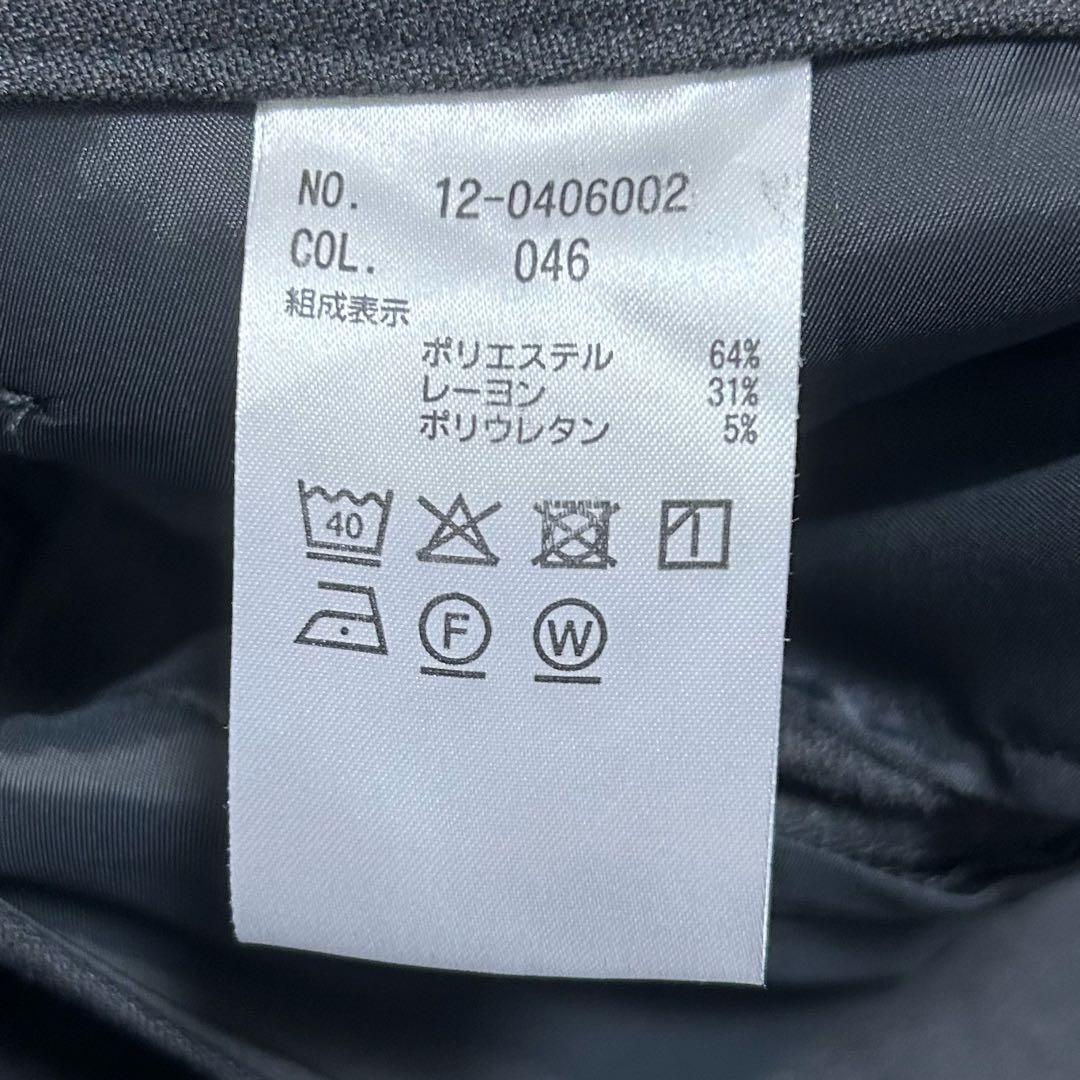 NO. 12-0406002
COL. 046
組成表示
ポリエステル 64%
レーヨン 31%
ポリウレタン 5%
40
F W